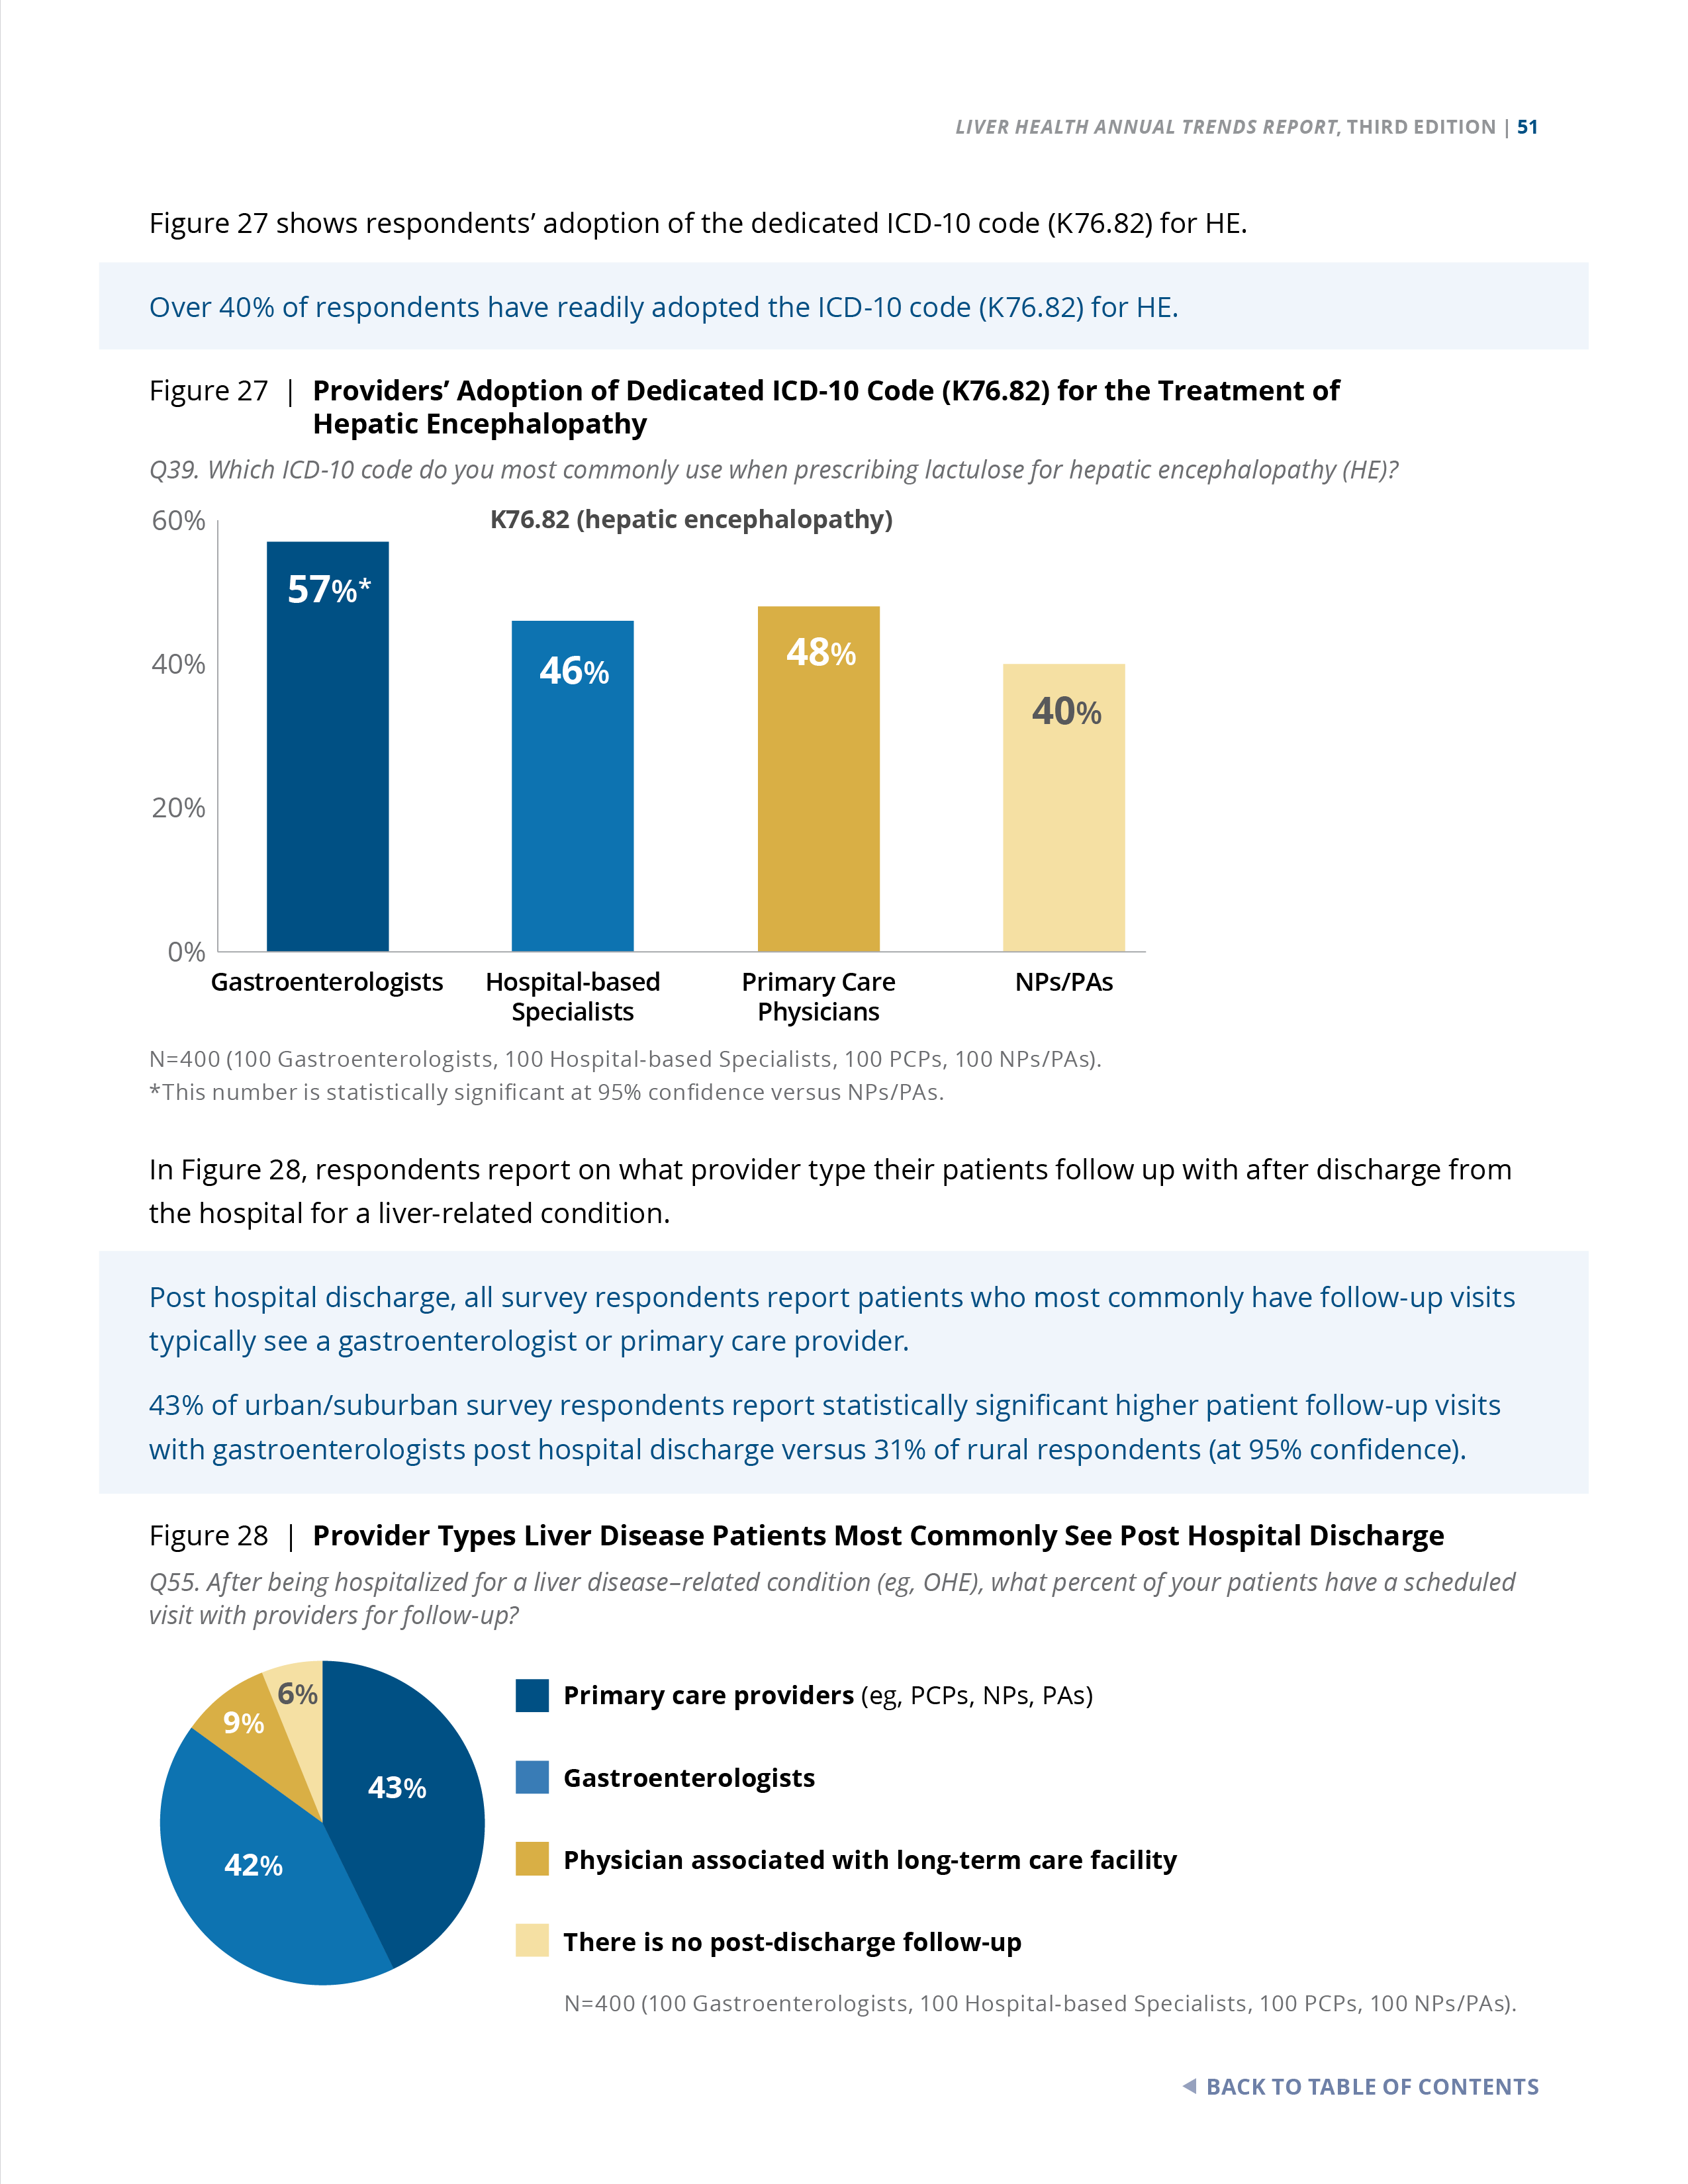 LIVER HEALTH ANNUAL TRENDS REPORT, THIRD EDITION | 51
Figure 27 shows respondents’ adoption of the dedicated ICD-10 code (K76.82) for HE.
Over 40% of respondents have readily adopted the ICD-10 code (K76.82) for HE.
Figure 27 | Providers’ Adoption of Dedicated ICD-10 Code (K76.82) for the Treatment of
Hepatic Encephalopathy
Q39. Which ICD-10 code do you most commonly use when prescribing lactulose for hepatic encephalopathy (HE)?
K76.82 (hepatic encephalopathy)
60%
40%
20%
0%
57%*
46%
48%
40%
Gastroenterologists
Hospital-based
Specialists
Primary Care
Physicians
NPs/PAs
N=400 (100 Gastroenterologists, 100 Hospital-based Specialists, 100 PCPs, 100 NPs/PAs).
*This number is statistically significant at 95% confidence versus NPs/PAs.
In Figure 28, respondents report on what provider type their patients follow up with after discharge from
the hospital for a liver-related condition.
Post hospital discharge, all survey respondents report patients who most commonly have follow-up visits
typically see a gastroenterologist or primary care provider.
43% of urban/suburban survey respondents report statistically significant higher patient follow-up visits
with gastroenterologists post hospital discharge versus 31% of rural respondents (at 95% confidence).
Figure 28 | Provider Types Liver Disease Patients Most Commonly See Post Hospital Discharge
Q55. After being hospitalized for a liver disease–related condition (eg, OHE), what percent of your patients have a scheduled
visit with providers for follow-up?
6%
9%
43%
42%
Primary care providers (eg, PCPs, NPs, PAs)
Gastroenterologists
Physician associated with long-term care facility
There is no post-discharge follow-up
N=400 (100 Gastroenterologists, 100 Hospital-based Specialists, 100 PCPs, 100 NPs/PAs).
◀ BACK TO TABLE OF CONTENTS